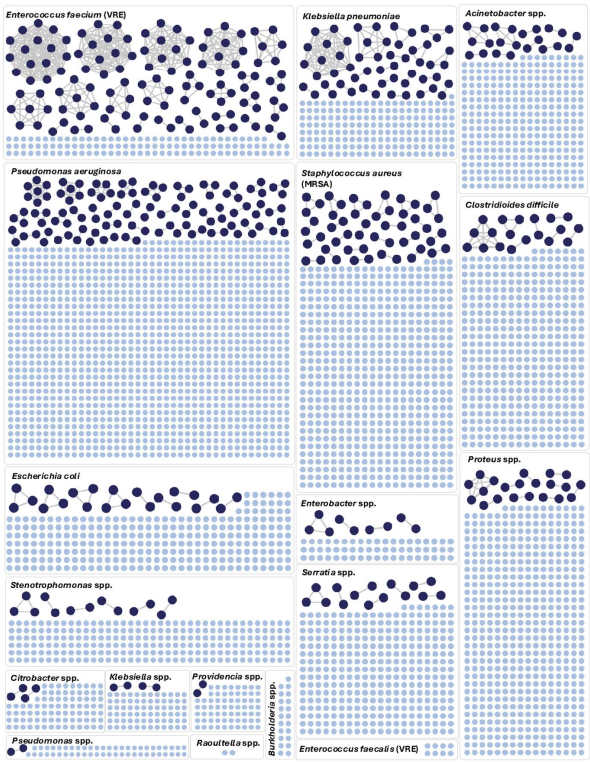 Enterococcus faecium (VRE)
Klebsiella pneumoniae
Acinetobacter spp.
Pseudomonas aeruginosa
Staphylococcus aureus
(MRSA)
Clostridioides difficile
Escherichia coli
Enterobacter spp.
Proteus spp.
Stenotrophomonas spp.
Serratia spp.
Citrobacter spp.
Klebsiella spp.
Providencia spp.
Burkholderia spp.
Pseudomonas spp.
Raoultella spp.
Enterococcus faecalis (VRE)